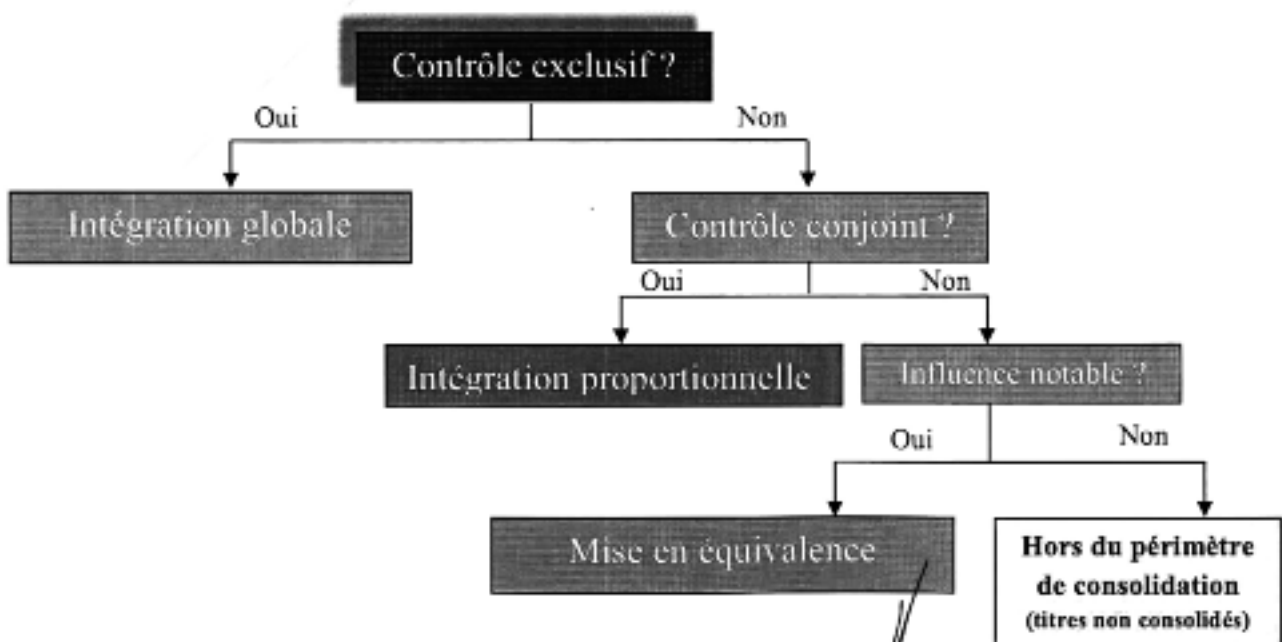 Contrôle exclusif ?
Oui
Non
Intégration globale
Contrôle conjoint ?
Oui
Non
Intégration proportionnelle
Influence notable ?
Oui
Non
Mise en équivalence
Hors du périmètre
de consolidation
(titres non consolidés)